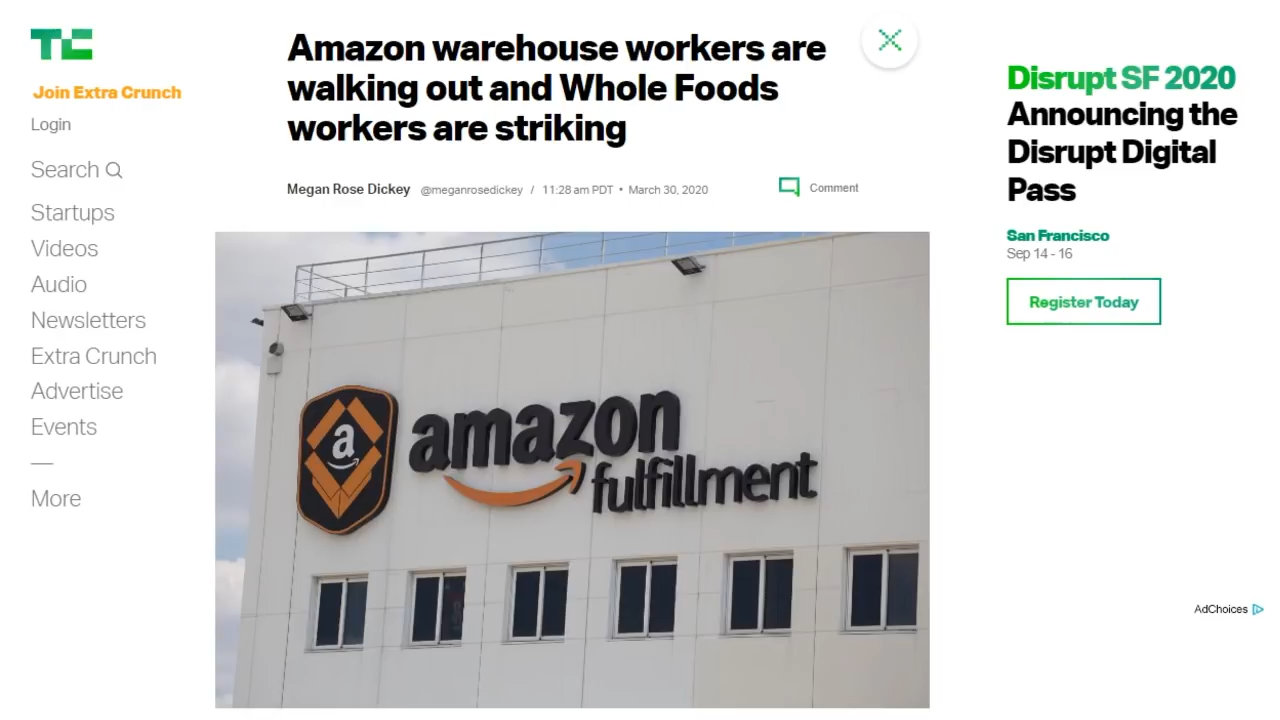 TC
Join Extra Crunch
Login
Search
Startups
Videos
Audio
Newsletters
Extra Crunch
Advertise
Events
—
More
Amazon warehouse workers are
walking out and Whole Foods
workers are striking
Megan Rose Dickey @meganrosedickey / 11:28 am PDT • March 30, 2020
Comment
a
amazon
fulfillment
Disrupt SF 2020
Announcing the
Disrupt Digital
Pass
San Francisco
Sep 14 - 16
Register Today
AdChoices